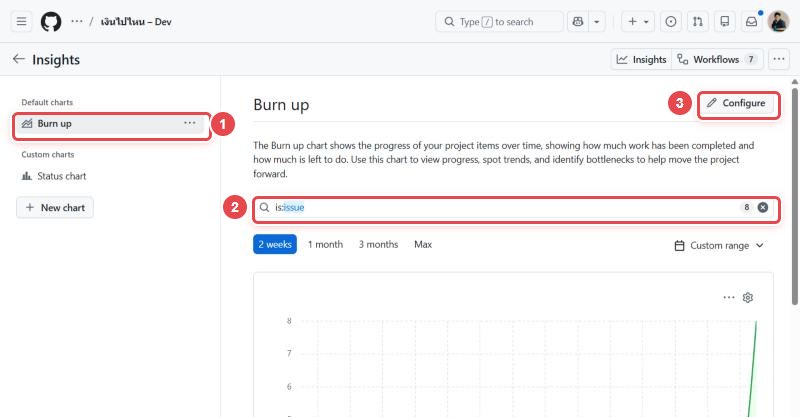 ··· / เงินไปไหน – Dev
Type / to search
Insights
Insights
Workflows 7
Default charts
Burn up
1
Custom charts
Status chart
New chart
Burn up
3
Configure
The Burn up chart shows the progress of your project items over time, showing how much work has been completed and
how much is left to do. Use this chart to view progress, spot trends, and identify bottlenecks to help move the project
forward.
2
is:issue
8
2 weeks
1 month
3 months
Max
Custom range
8
7
6